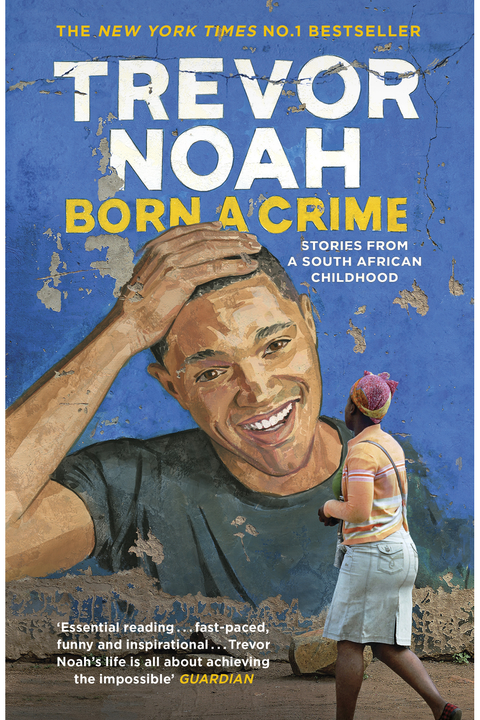 THE NEW YORK TIMES NO.1 BESTSELLER
TREVOR
NOAH
BORN A CRIME
STORIES FROM
A SOUTH AFRICAN
CHILDHOOD
‘Essential reading...fast-paced,
funny and inspirational...Trevor
Noah’s life is all about achieving
the impossible’ GUARDIAN